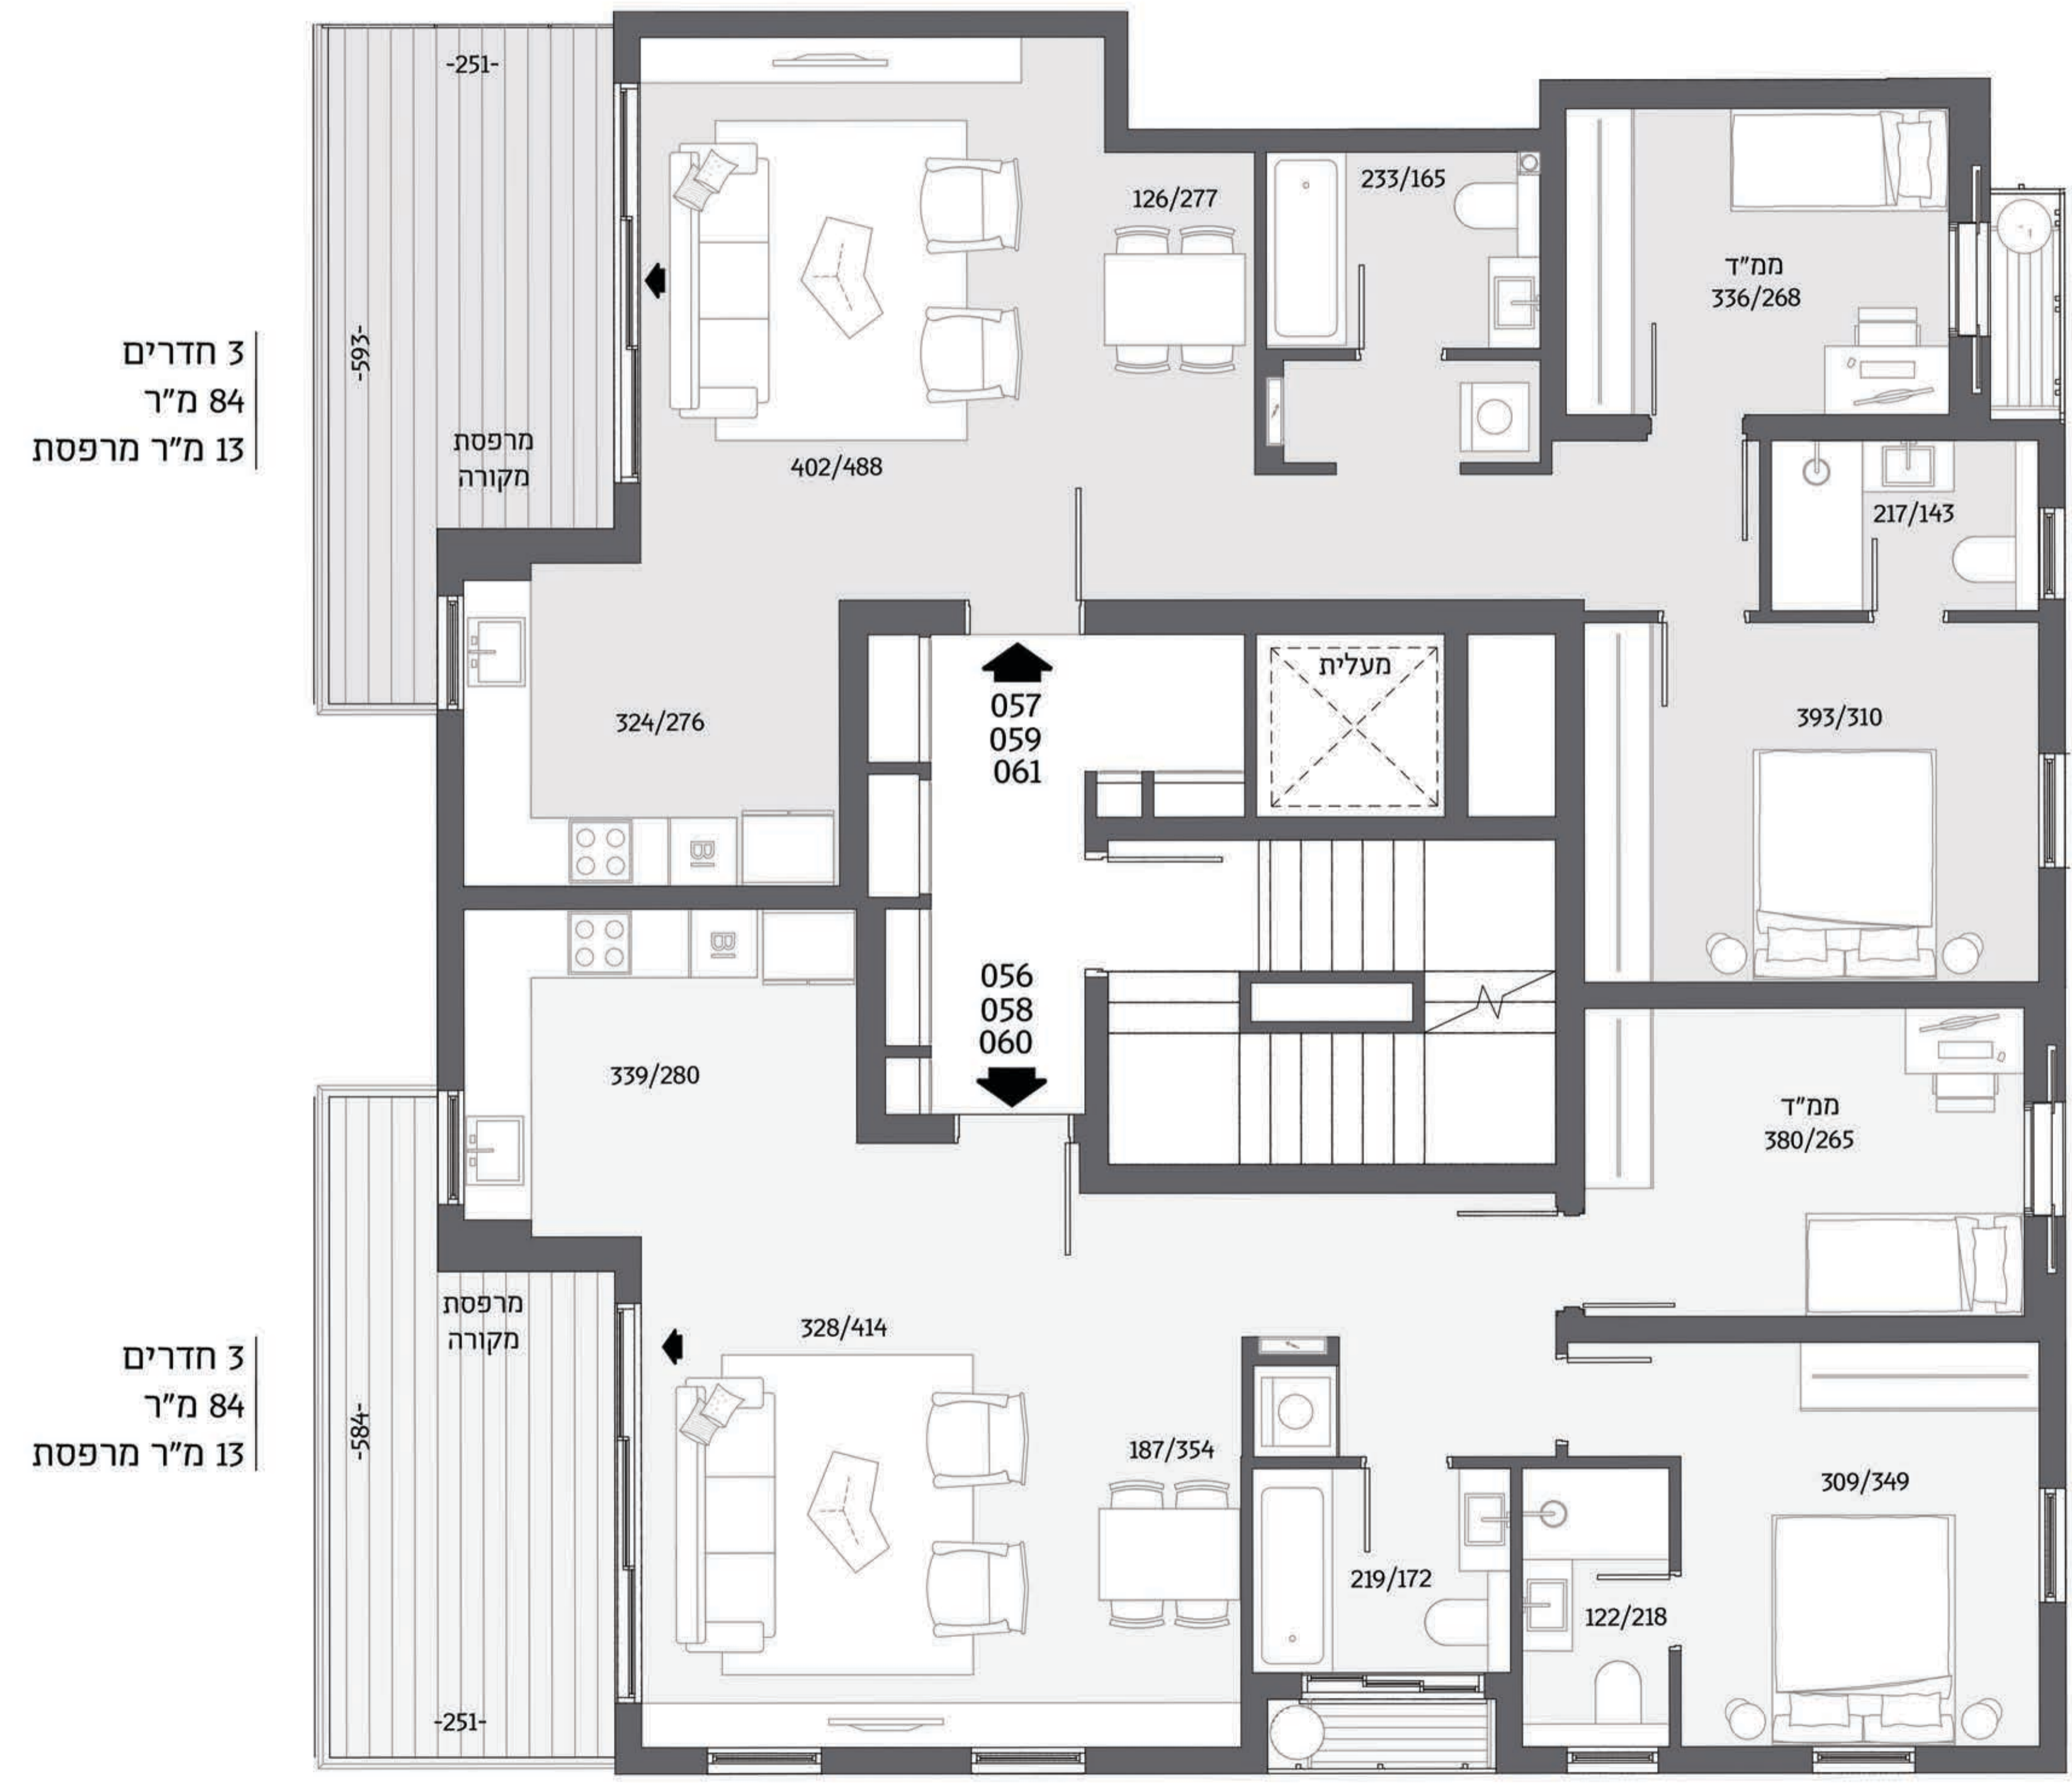 -251-
-593-
3 חדרים
84 מ"ר
13 מ"ר מרפסת
מרפסת
מקורה
402/488
126/277
233/165
ממ"ד
336/268
217/143
324/276
057
059
061
מעלית
393/310
BI
BI
056
058
060
339/280
ממ"ד
380/265
מרפסת
מקורה
328/414
3 חדרים
84 מ"ר
13 מ"ר מרפסת
-584-
187/354
309/349
219/172
122/218
-251-